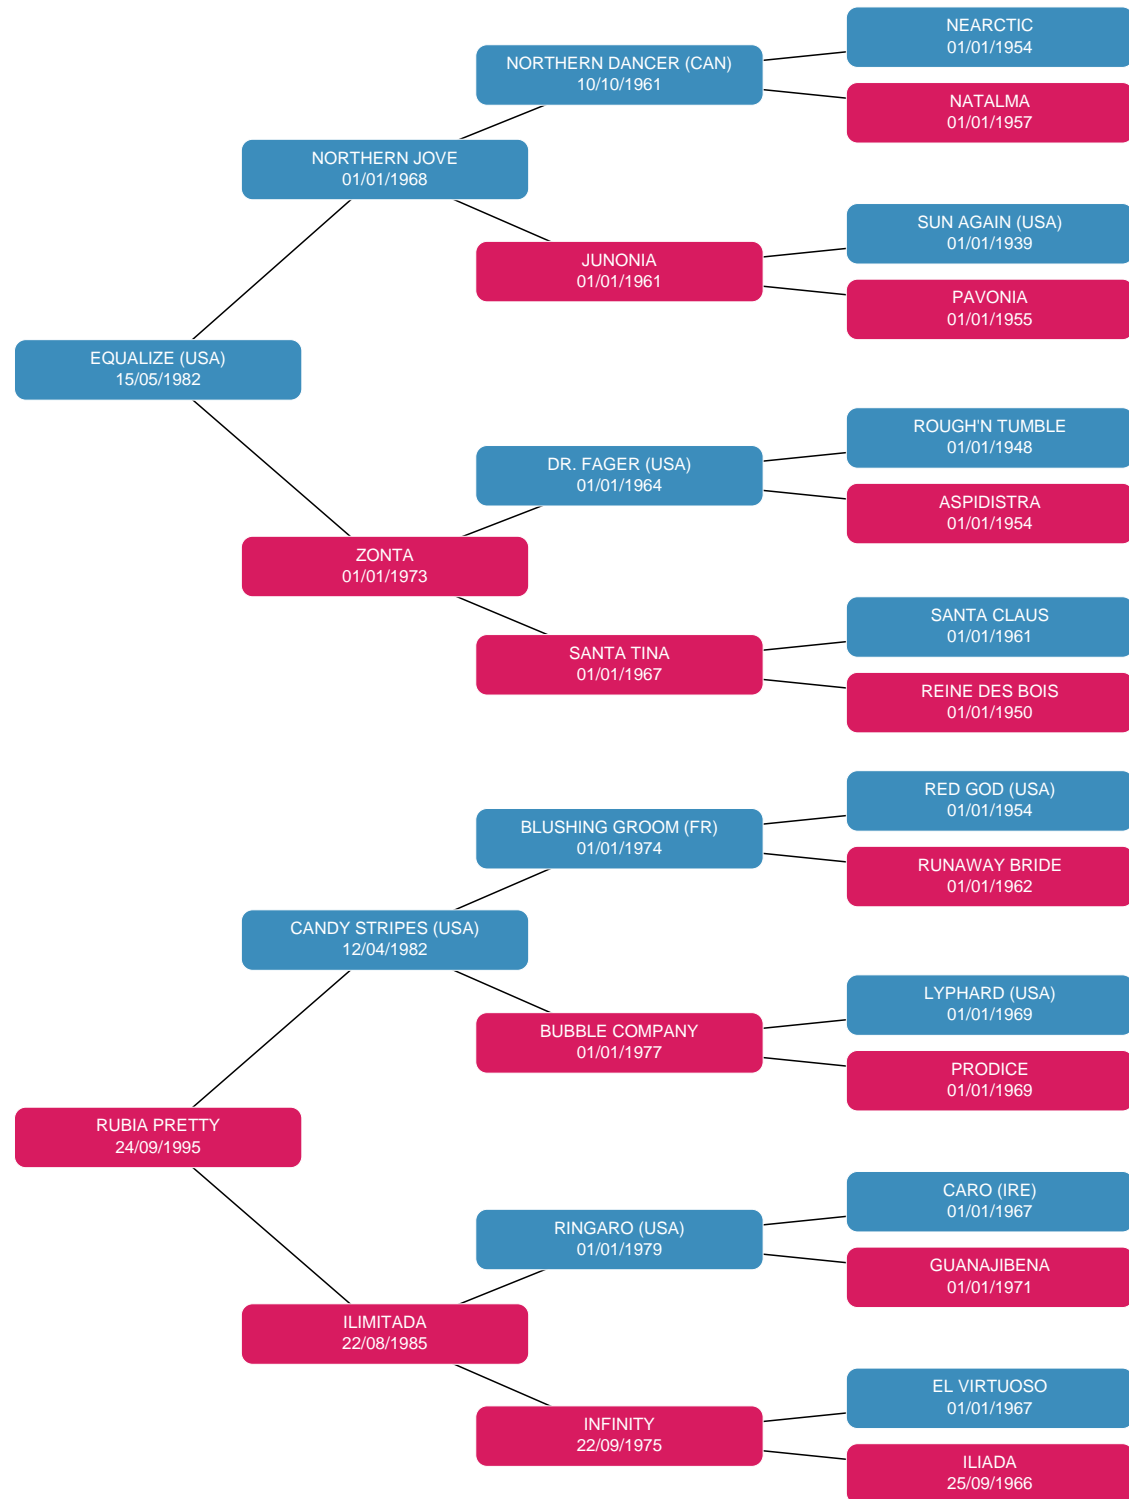 NEARCTIC
01/01/1954
NORTHERN DANCER (CAN)
10/10/1961
NATALMA
01/01/1957
NORTHERN JOVE
01/01/1968
SUN AGAIN (USA)
01/01/1939
JUNONIA
01/01/1961
PAVONIA
01/01/1955
EQUALIZE (USA)
15/05/1982
ROUGH'N TUMBLE
01/01/1948
DR. FAGER (USA)
01/01/1964
ASPIDISTRA
01/01/1954
ZONTA
01/01/1973
SANTA CLAUS
01/01/1961
SANTA TINA
01/01/1967
REINE DES BOIS
01/01/1950
RED GOD (USA)
01/01/1954
BLUSHING GROOM (FR)
01/01/1974
RUNAWAY BRIDE
01/01/1962
CANDY STRIPES (USA)
12/04/1982
LYPHARD (USA)
01/01/1969
BUBBLE COMPANY
01/01/1977
PRODICE
01/01/1969
RUBIA PRETTY
24/09/1995
CARO (IRE)
01/01/1967
RINGARO (USA)
01/01/1979
GUANAJIBENA
01/01/1971
ILIMITADA
22/08/1985
EL VIRTUOSO
01/01/1967
INFINITY
22/09/1975
ILIADA
25/09/1966